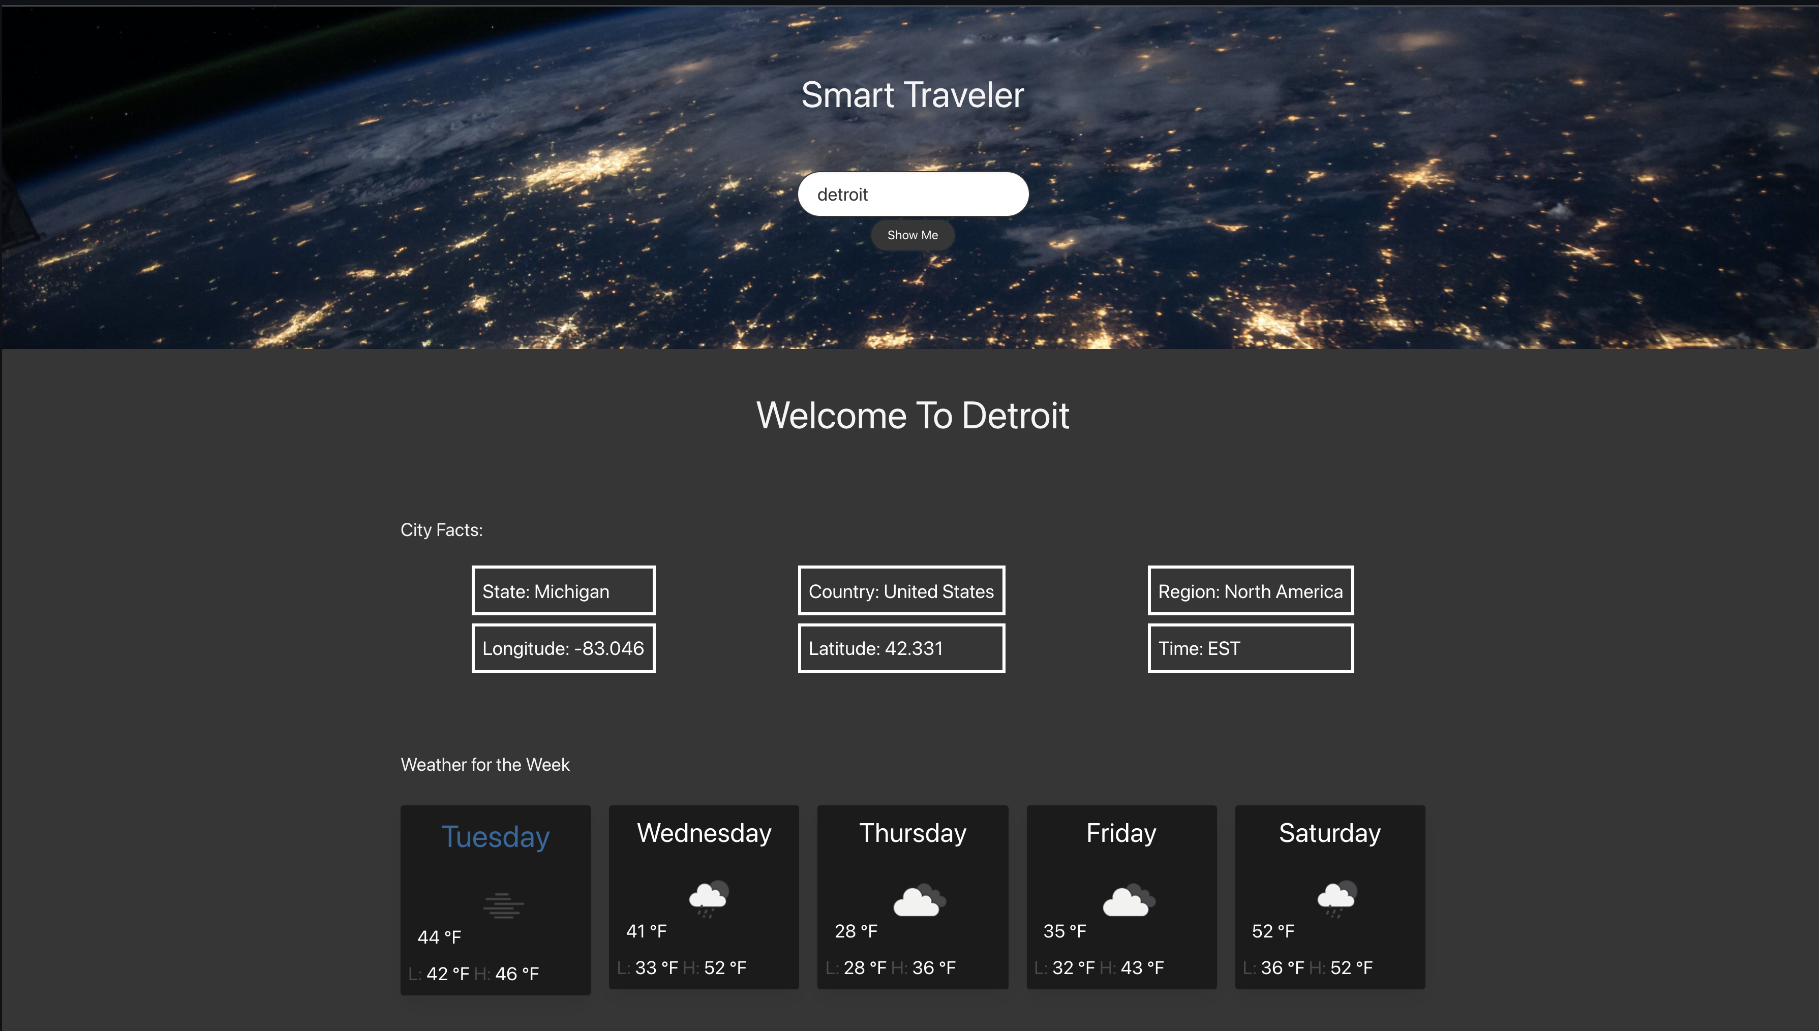 Smart Traveler
detroit
Show Me
Welcome To Detroit
City Facts:
State: Michigan
Country: United States
Region: North America
Longitude: -83.046
Latitude: 42.331
Time: EST
Weather for the Week
Tuesday
44 °F
L: 42 °F H: 46 °F
Wednesday
41 °F
L: 33 °F H: 52 °F
Thursday
28 °F
L: 28 °F H: 36 °F
Friday
35 °F
L: 32 °F H: 43 °F
Saturday
52 °F
L: 36 °F H: 52 °F